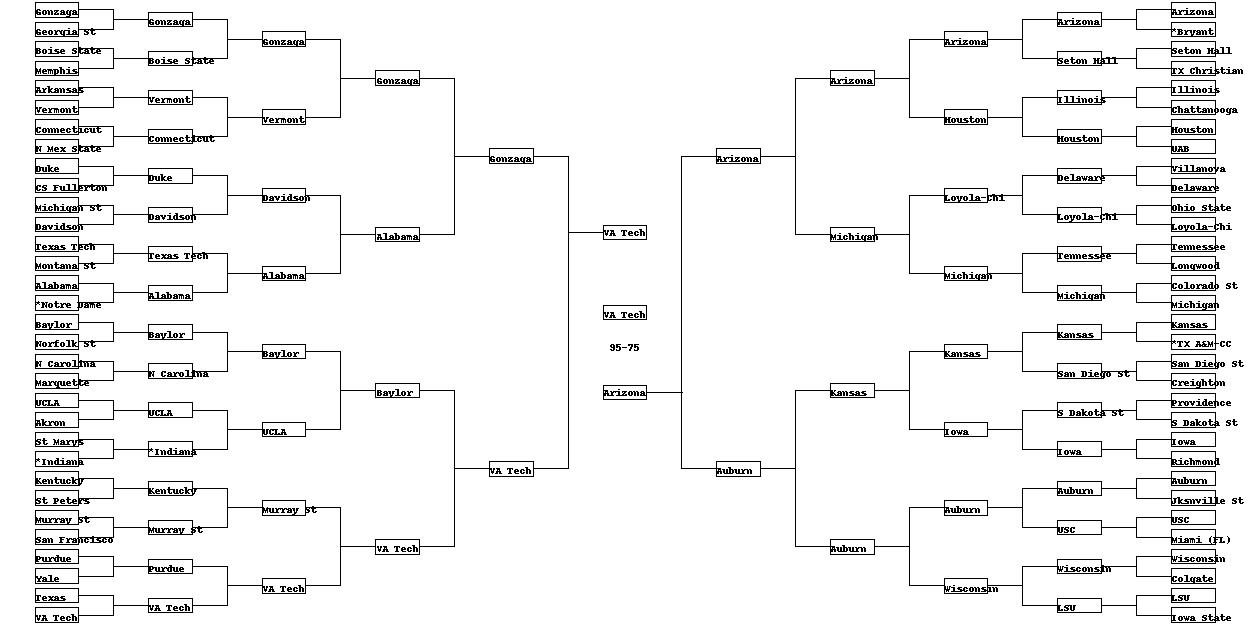 Gonzaga
Georgia St
Boise State
Memphis
Arkansas
Vermont
Connecticut
N Mex State
Duke
CS Fullerton
Michigan St
Davidson
Texas Tech
Montana St
Alabama
*Notre Dame
Baylor
Norfolk St
N Carolina
Marquette
UCLA
Akron
St Marys
*Indiana
Kentucky
St Peters
Murray St
San Francisco
Purdue
Yale
Texas
VA Tech
Gonzaga
Boise State
Vermont
Connecticut
Duke
Davidson
Texas Tech
Alabama
Baylor
N Carolina
UCLA
*Indiana
Kentucky
Murray St
Purdue
VA Tech
Gonzaga
Vermont
Davidson
Alabama
Baylor
UCLA
Murray St
VA Tech
Gonzaga
Alabama
Baylor
VA Tech
Gonzaga
VA Tech
VA Tech
VA Tech
95-75
Arizona
Arizona
Auburn
Arizona
Michigan
Kansas
Auburn
Arizona
Houston
Loyola-Chi
Michigan
Kansas
Iowa
Auburn
Wisconsin
Arizona
Seton Hall
Illinois
Houston
Delaware
Loyola-Chi
Tennessee
Michigan
Kansas
San Diego St
S Dakota St
Iowa
Auburn
USC
Wisconsin
LSU
Arizona
*Bryant
Seton Hall
TX Christian
Illinois
Chattanooga
Houston
UAB
Villanova
Delaware
Ohio State
Loyola-Chi
Tennessee
Longwood
Colorado St
Michigan
Kansas
*TX A&M-CC
San Diego St
Creighton
Providence
S Dakota St
Iowa
Richmond
Auburn
Jksnville St
USC
Miami (FL)
Wisconsin
Colgate
LSU
Iowa State